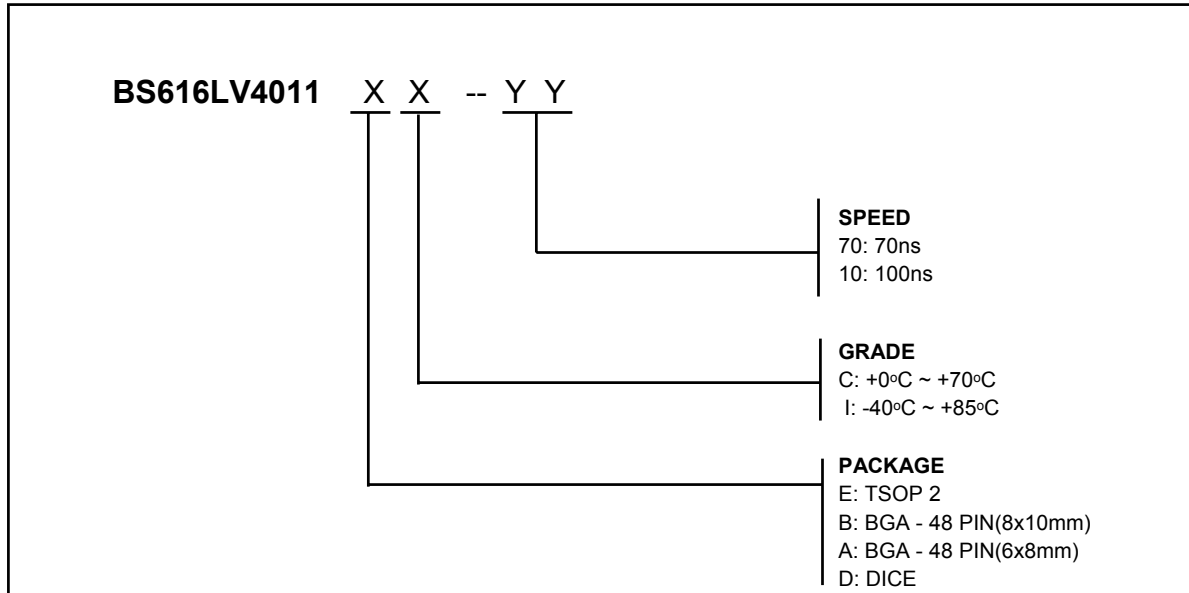 BS616LV4011 X X -- Y Y
SPEED
70: 70ns
10: 100ns
GRADE
C: +0oC ~ +70oC
I: -40oC ~ +85oC
PACKAGE
E: TSOP 2
B: BGA - 48 PIN(8x10mm)
A: BGA - 48 PIN(6x8mm)
D: DICE